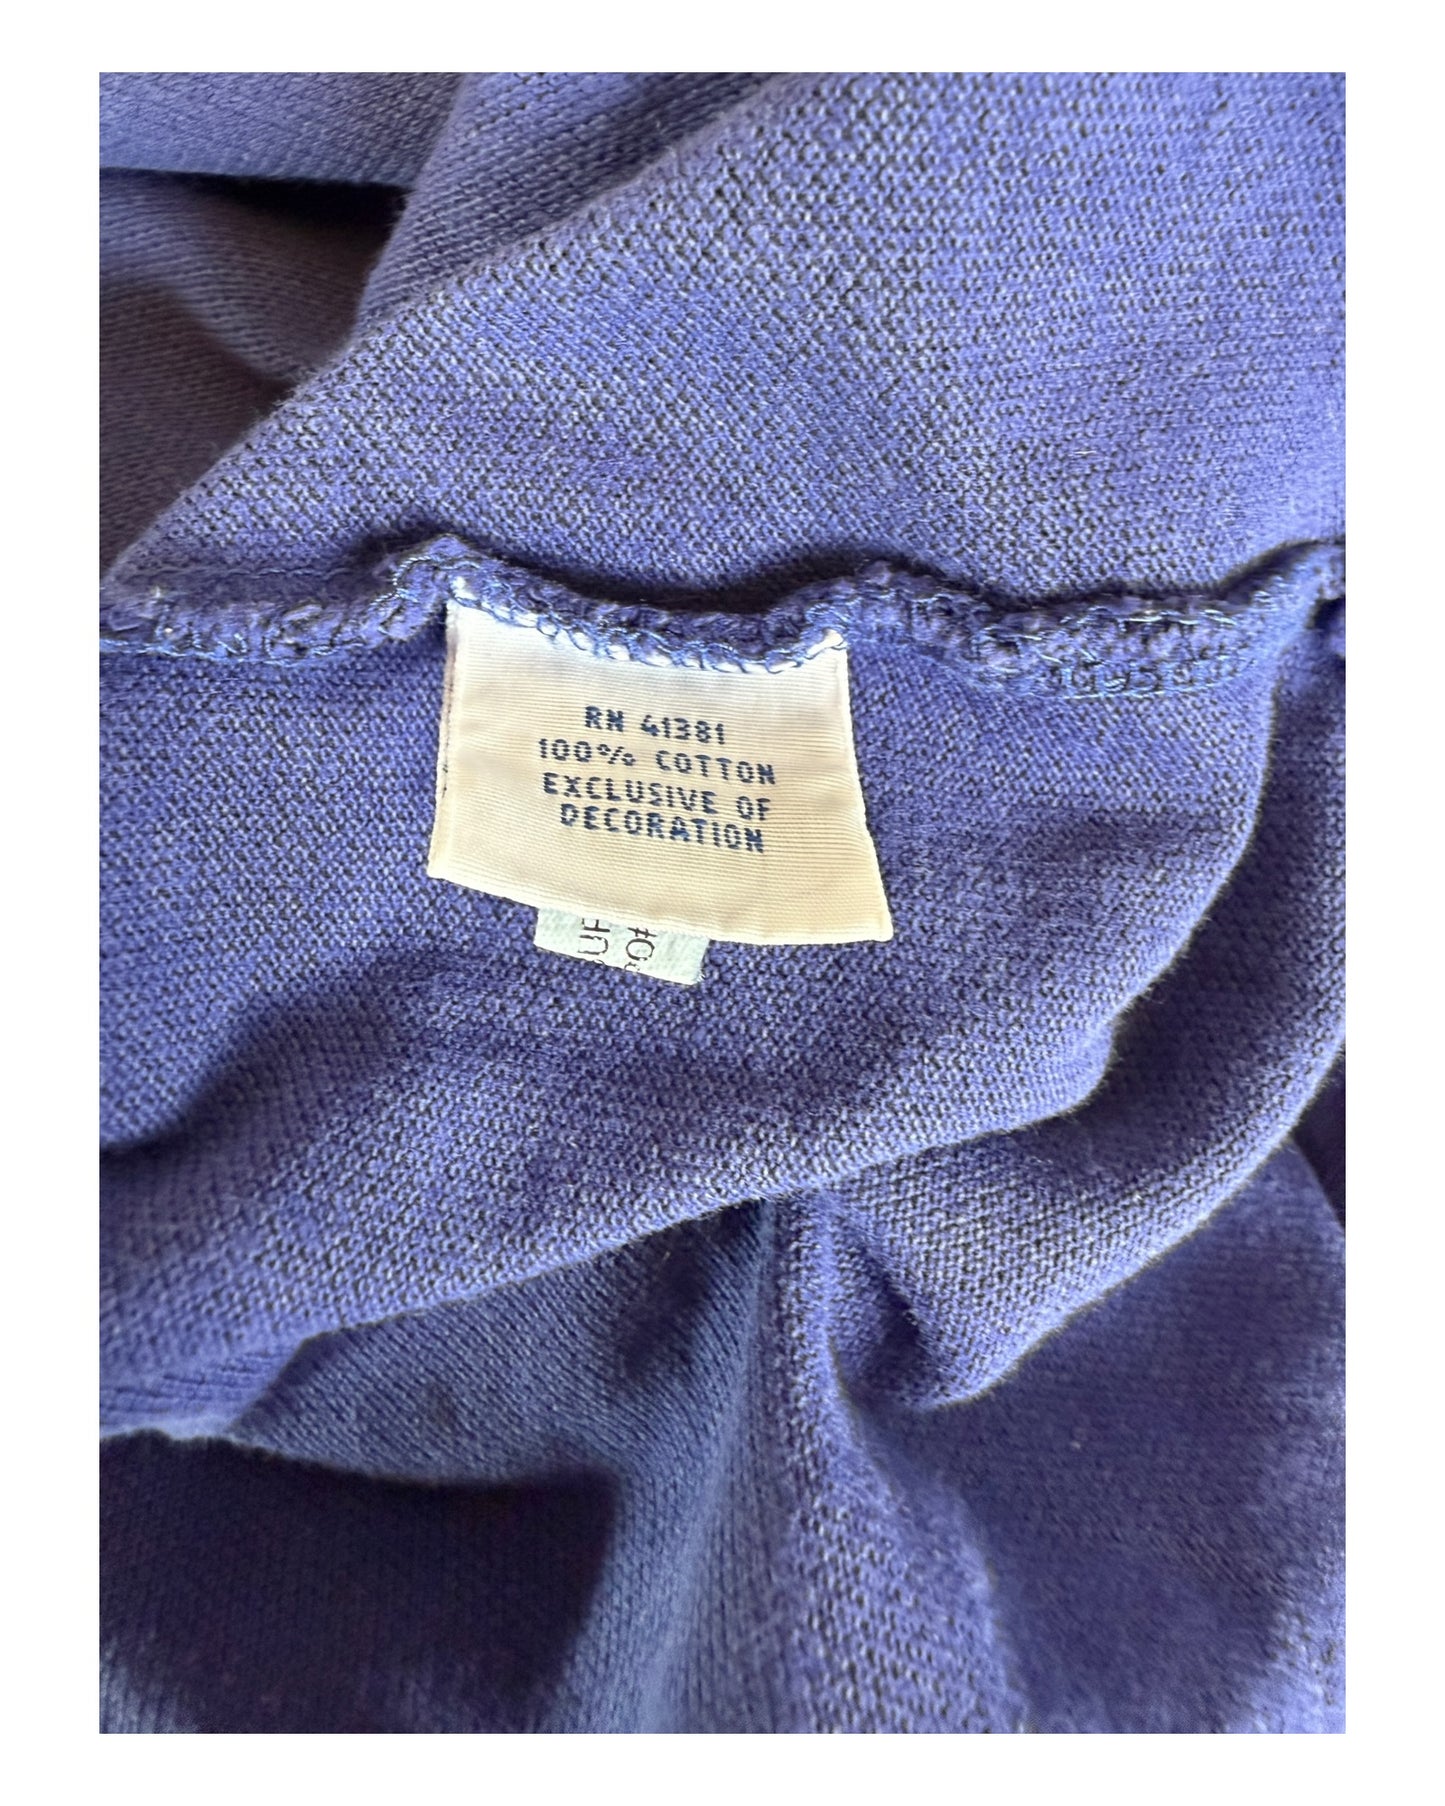 RN 41381
100% COTTON
EXCLUSIVE OF
DECORATION